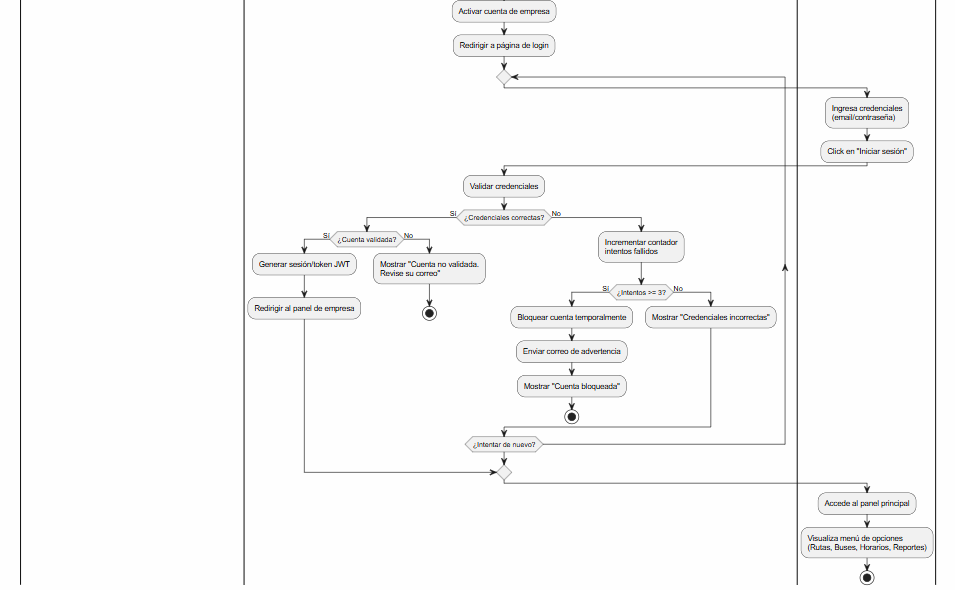 Activar cuenta de empresa
Redirigir a página de login
Ingresa credenciales
(email/contraseña)
Click en "Iniciar sesión"
Validar credenciales
Sí
¿Credenciales correctas?
No
Sí
¿Cuenta validada?
No
Generar sesión/token JWT
Mostrar "Cuenta no validada.
Revise su correo"
Redirigir al panel de empresa
Incrementar contador
intentos fallidos
Sí
¿Intentos >= 3?
No
Bloquear cuenta temporalmente
Mostrar "Credenciales incorrectas"
Enviar correo de advertencia
Mostrar "Cuenta bloqueada"
¿Intentar de nuevo?
Accede al panel principal
Visualiza menú de opciones
(Rutas, Buses, Horarios, Reportes)